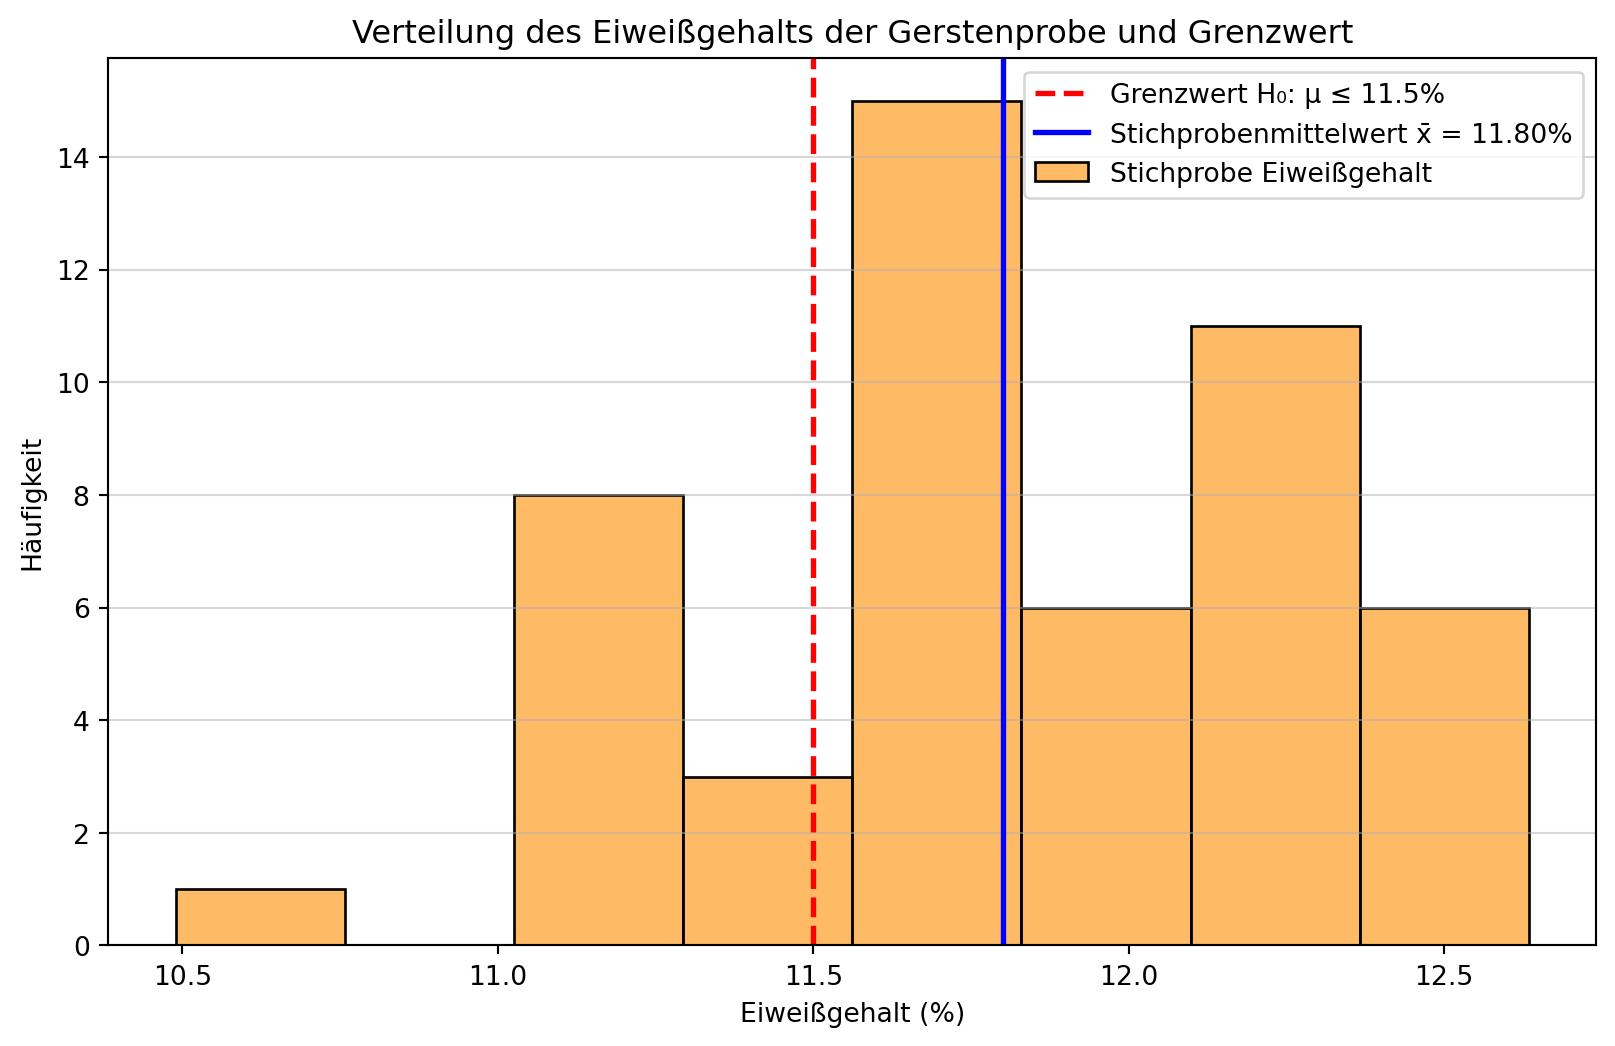 Verteilung des Eiweißgehalts der Gerstenprobe und Grenzwert
Grenzwert H₀: μ ≤ 11.5%
Stichprobenmittelwert x̄ = 11.80%
Stichprobe Eiweißgehalt
Häufigkeit
14
12
10
8
6
4
2
0
10.5 11.0 11.5 12.0 12.5
Eiweißgehalt (%)